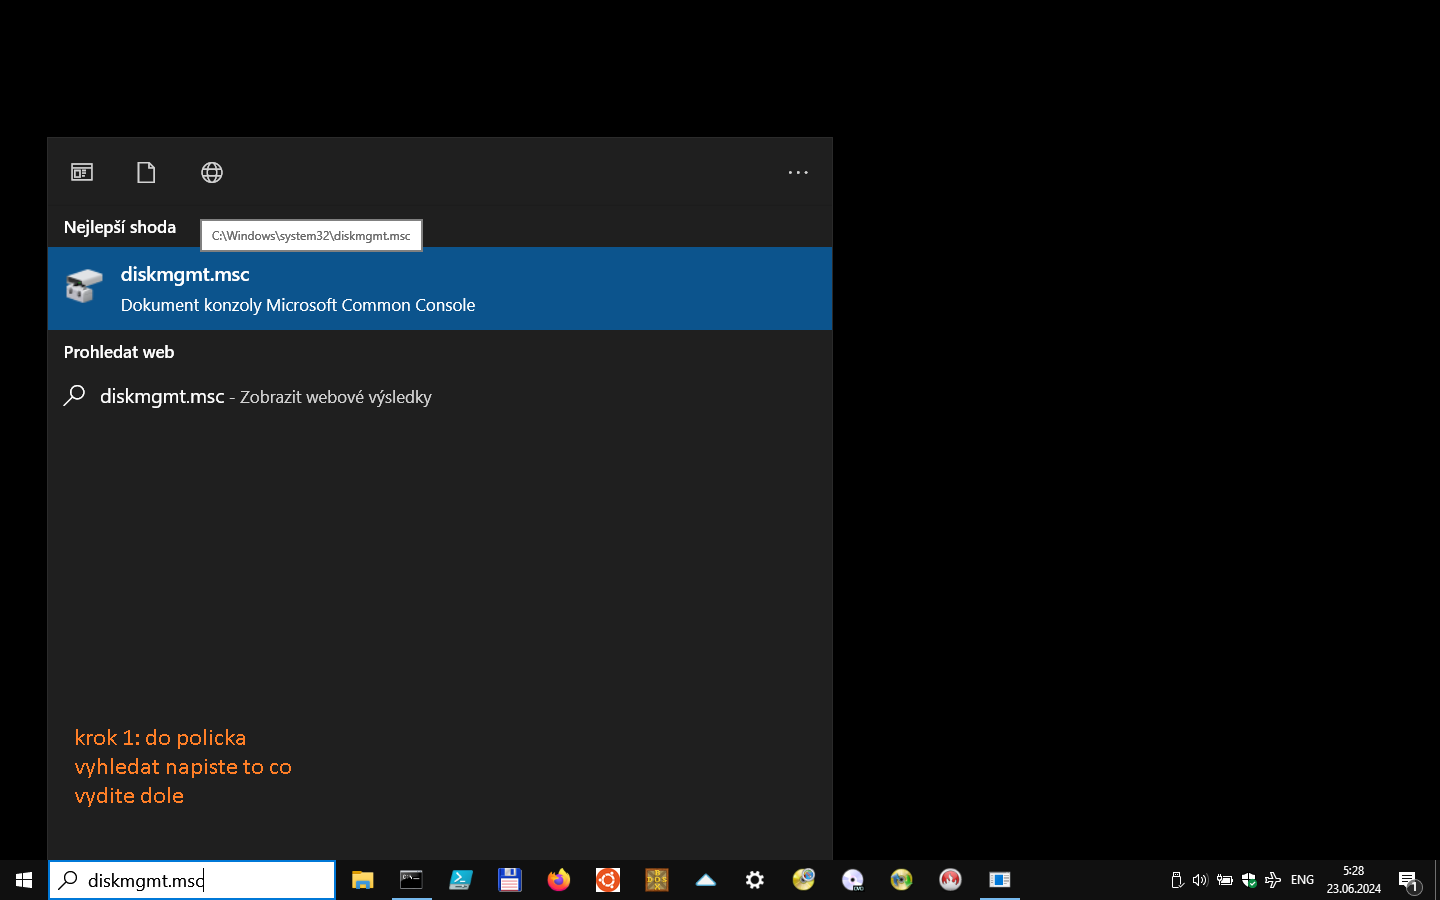 Nejlepší shoda
C:\Windows\system32\diskmgmt.msc
diskmgmt.msc
Dokument konzoly Microsoft Common Console
Prohledat web
diskmgmt.msc - Zobrazit webové výsledky
krok 1: do policka
vyhledat napiste to co
vydite dole
diskmgmt.msc
DOS
DVD
ENG
5:28
23.06.2024
1